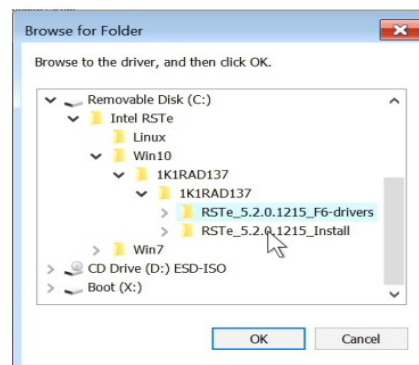 Browse for Folder
Browse to the driver, and then click OK.
Removable Disk (C:)
Intel RSTe
Linux
Win10
1K1RAD137
1K1RAD137
RSTe_5.2.0.1215_F6-drivers
RSTe_5.2.0.1215_Install
Win7
CD Drive (D:) ESD-ISO
Boot (X:)
OK
Cancel